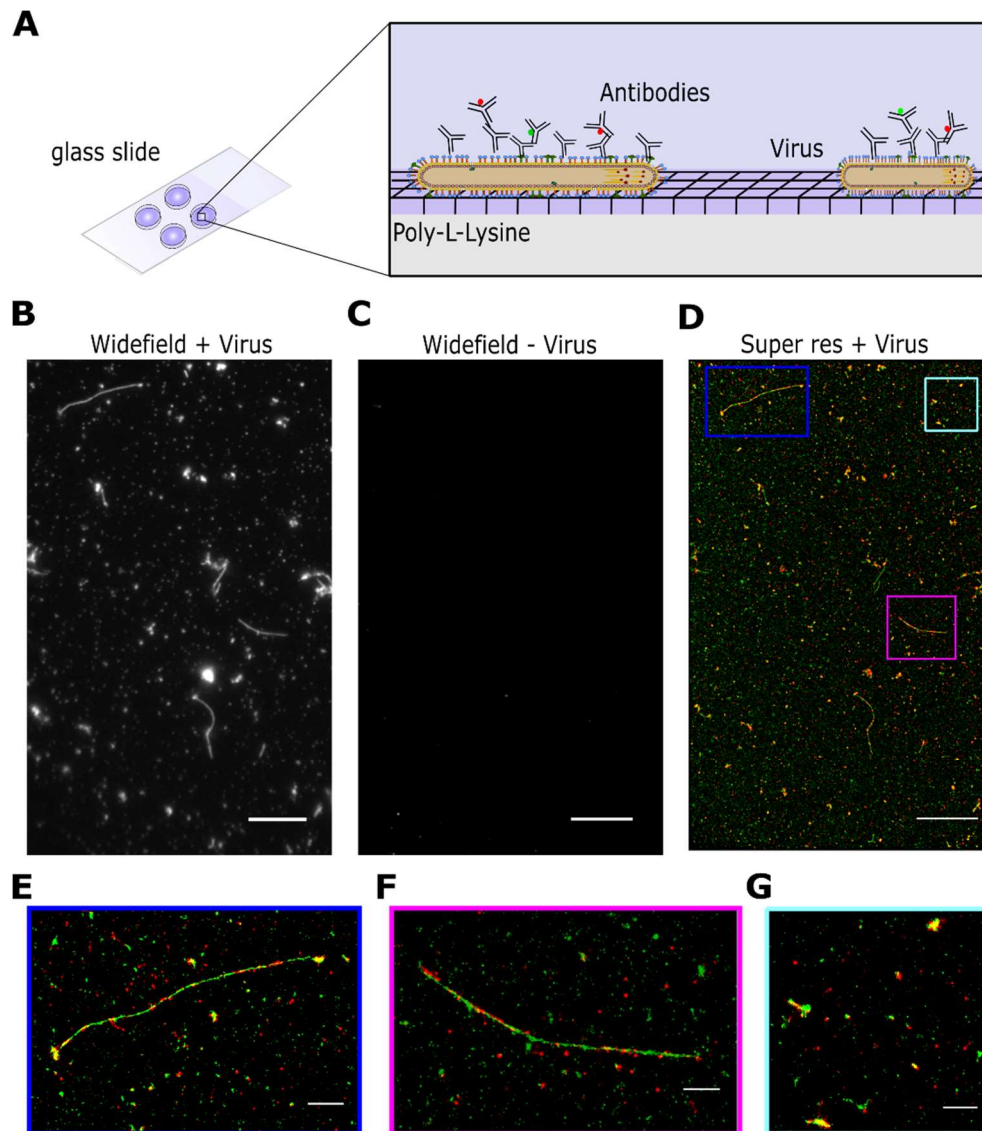 A
glass slide
Antibodies
Virus
Poly-L-Lysine
B
Widefield + Virus
C
Widefield - Virus
D
Super res + Virus
E
F
G